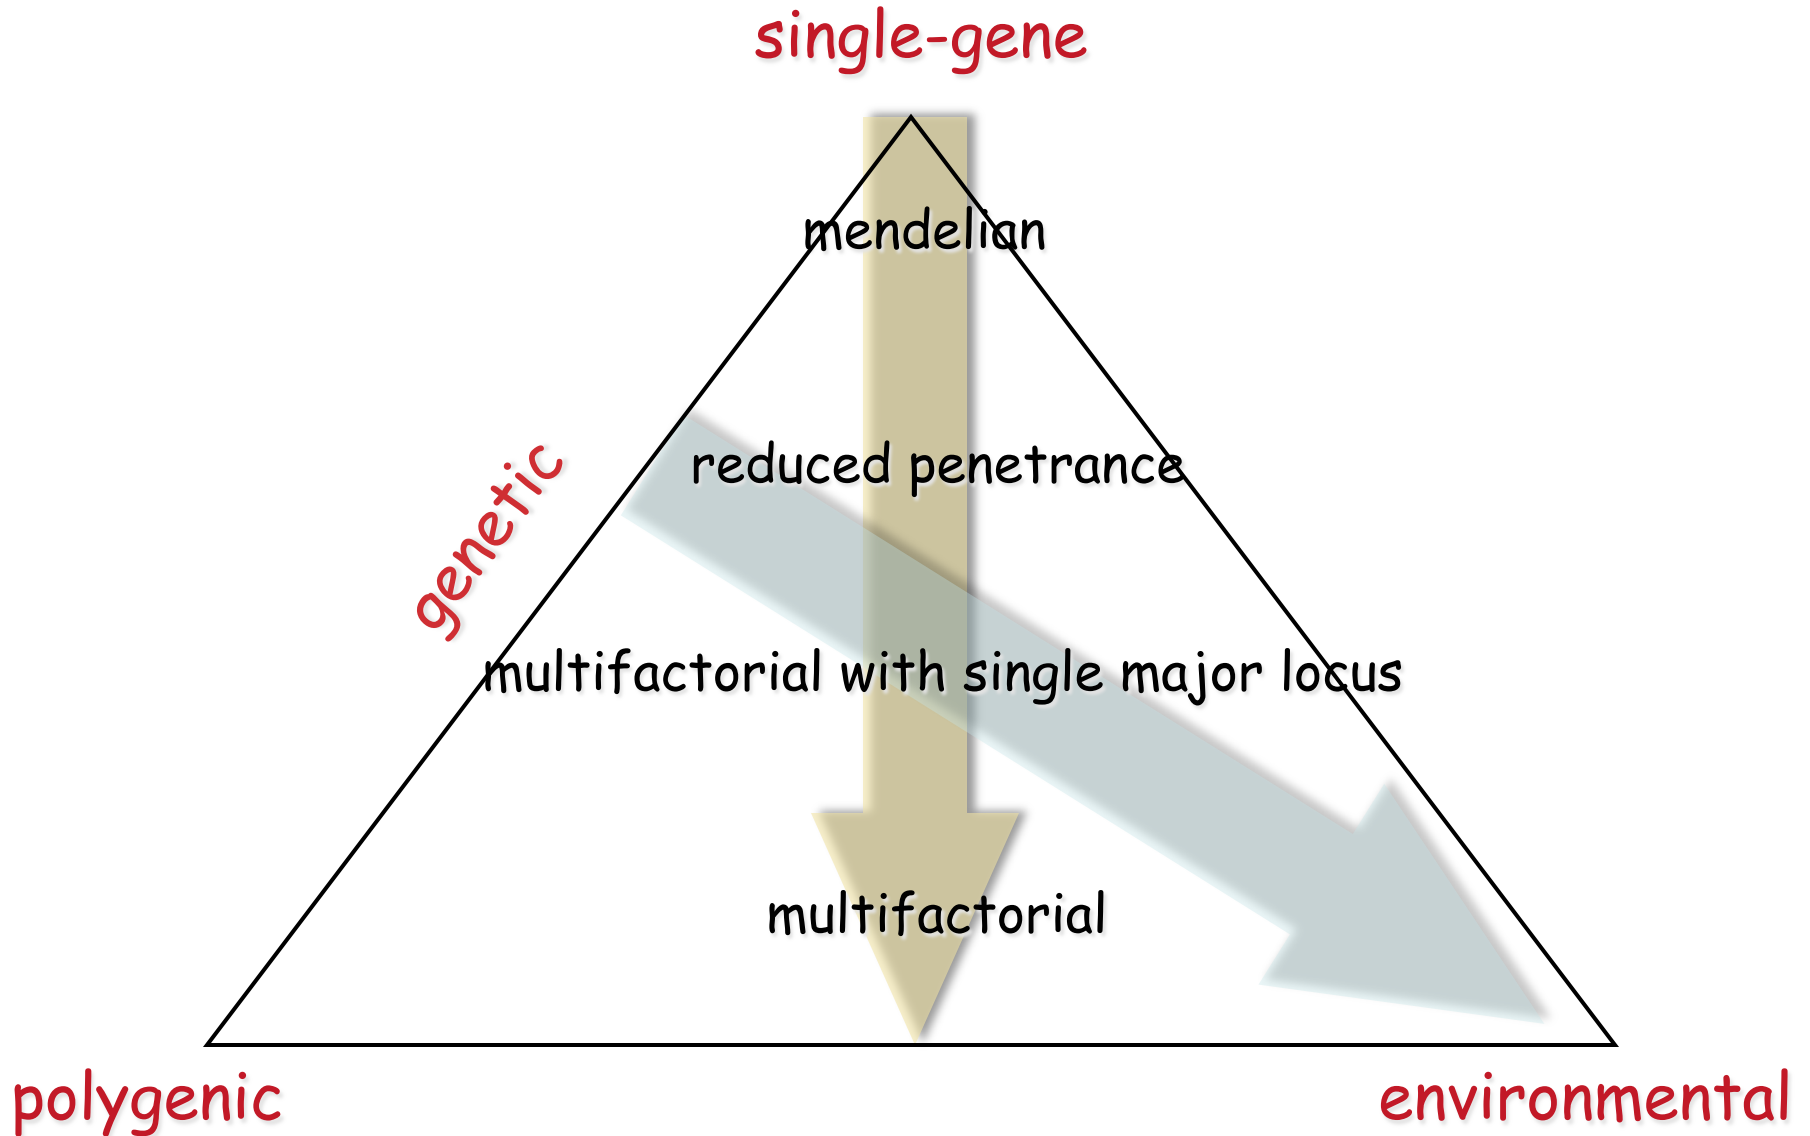 single-gene
mendelian
reduced penetrance
genetic
multifactorial with single major locus
multifactorial
polygenic
environmental